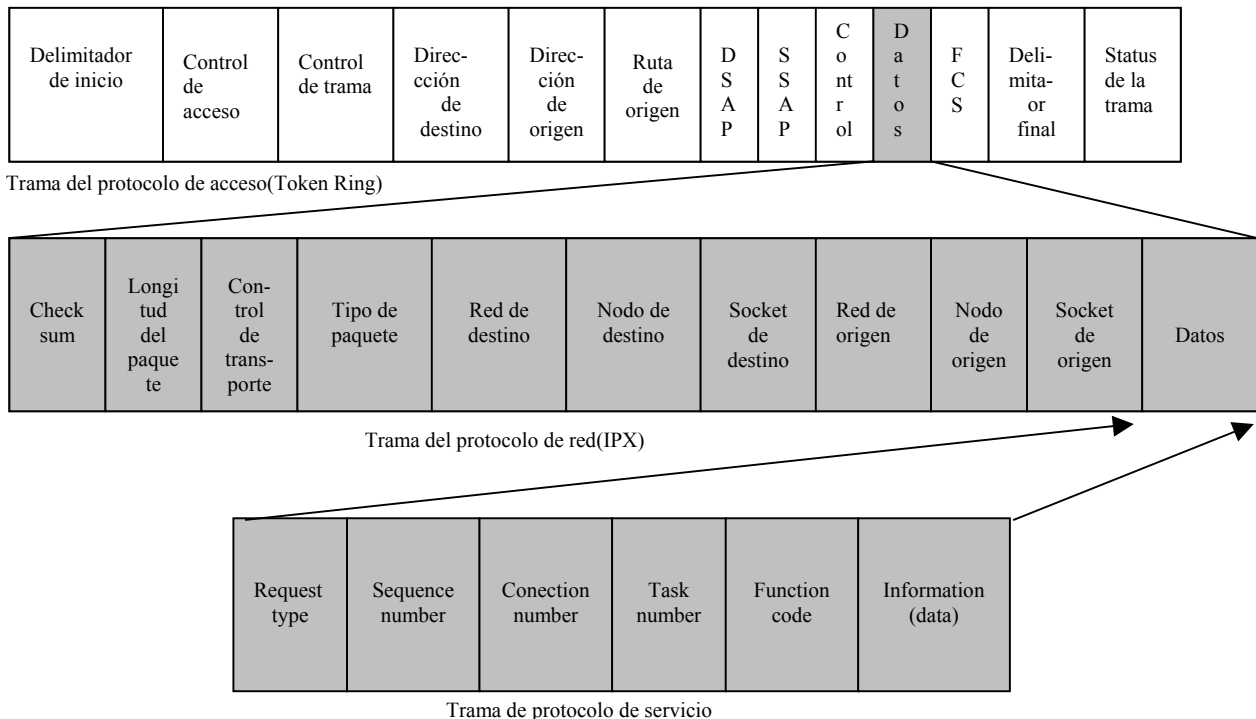 Delimitador
de inicio
Control
de
acceso
Control
de trama
Direc-
cción
de
destino
Direc-
ción
de
origen
Ruta
de
origen
D
S
A
P
S
S
A
P
C
o
nt
r
ol
D
a
t
o
s
F
C
S
Deli-
mita-
or
final
Status
de la
trama
Trama del protocolo de acceso(Token Ring)
Check
sum
Longi
tud
del
paque
te
Con-
trol
de
trans-
porte
Tipo de
paquete
Red de
destino
Nodo de
destino
Socket
de
destino
Red de
origen
Nodo
de
origen
Socket
de
origen
Datos
Trama del protocolo de red(IPX)
Request
type
Sequence
number
Conection
number
Task
number
Function
code
Information
(data)
Trama de protocolo de servicio